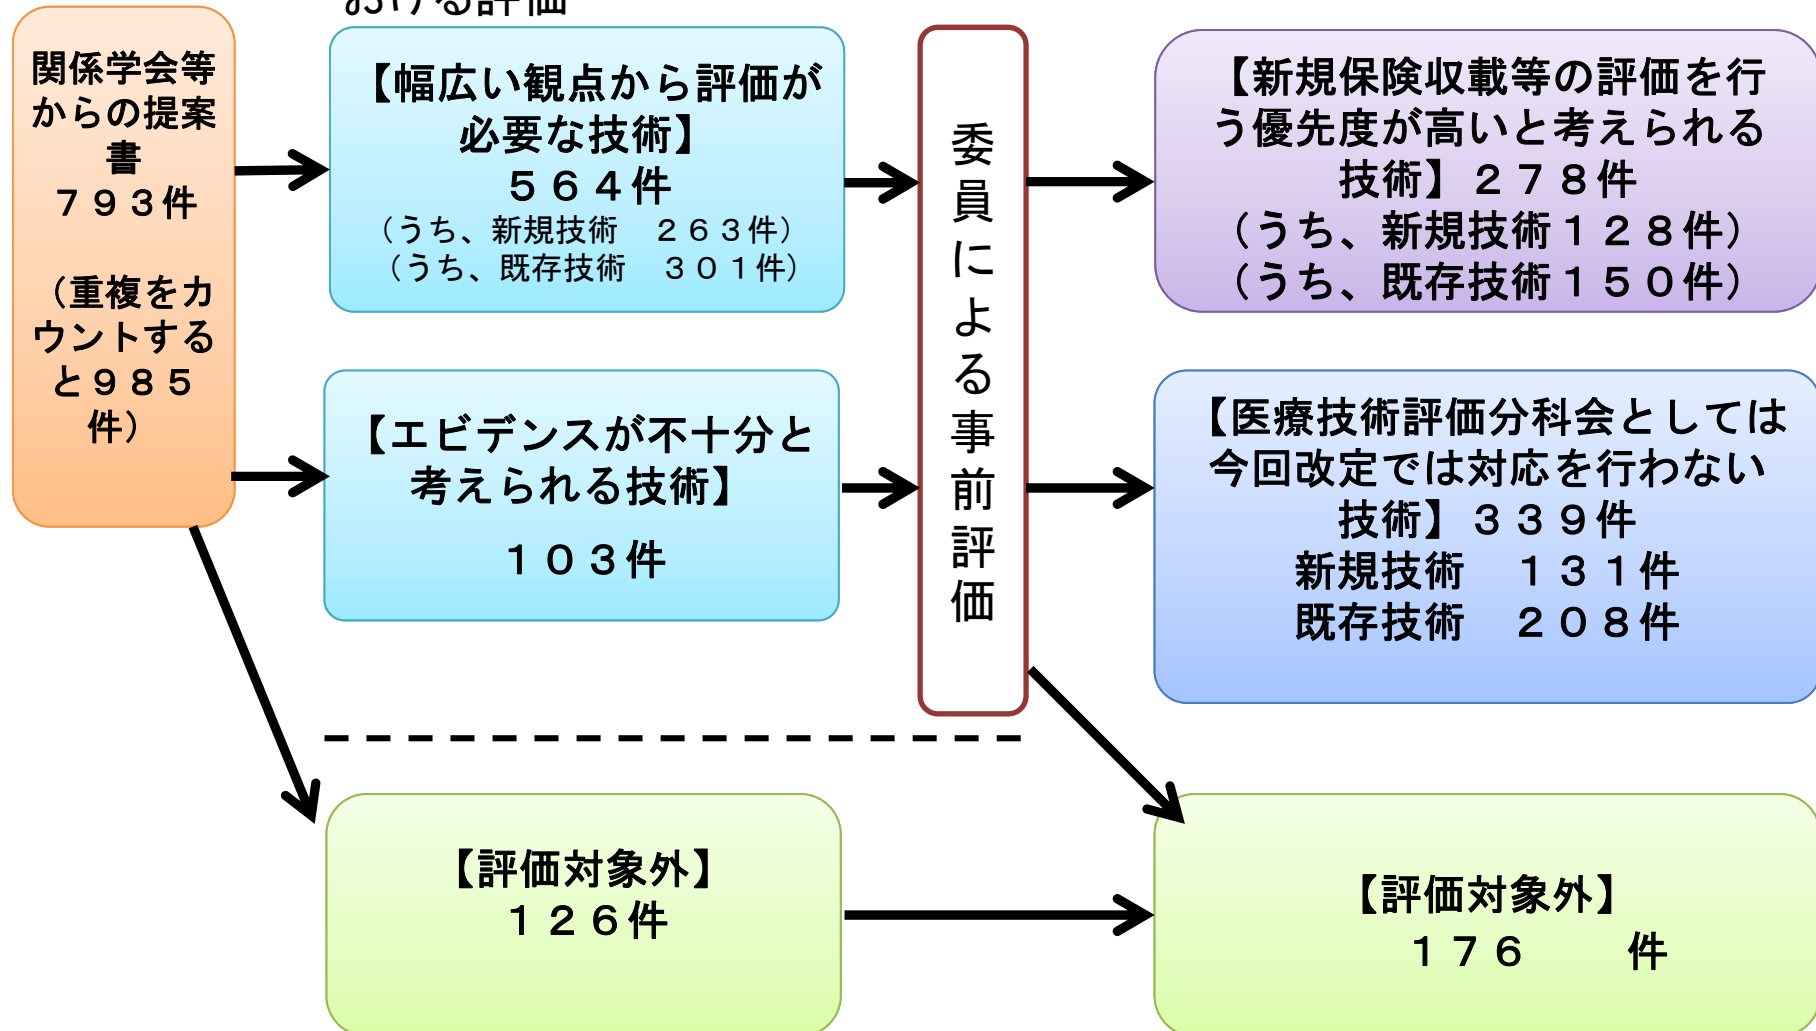 おける評価
関係学会等
からの提案
書
７９３件
（重複をカ
ウントする
と９８５
件）
【幅広い観点から評価が
必要な技術】
５６４件
（うち、新規技術　２６３件）
（うち、既存技術　３０１件）
【エビデンスが不十分と
考えられる技術】
１０３件
【評価対象外】
１２６件
委員による事前評価
【新規保険収載等の評価を行
う優先度が高いと考えられる
技術】２７８件
（うち、新規技術１２８件）
（うち、既存技術１５０件）
【医療技術評価分科会としては
今回改定では対応を行わない
技術】３３９件
新規技術　１３１件
既存技術　２０８件
【評価対象外】
１７６　　件